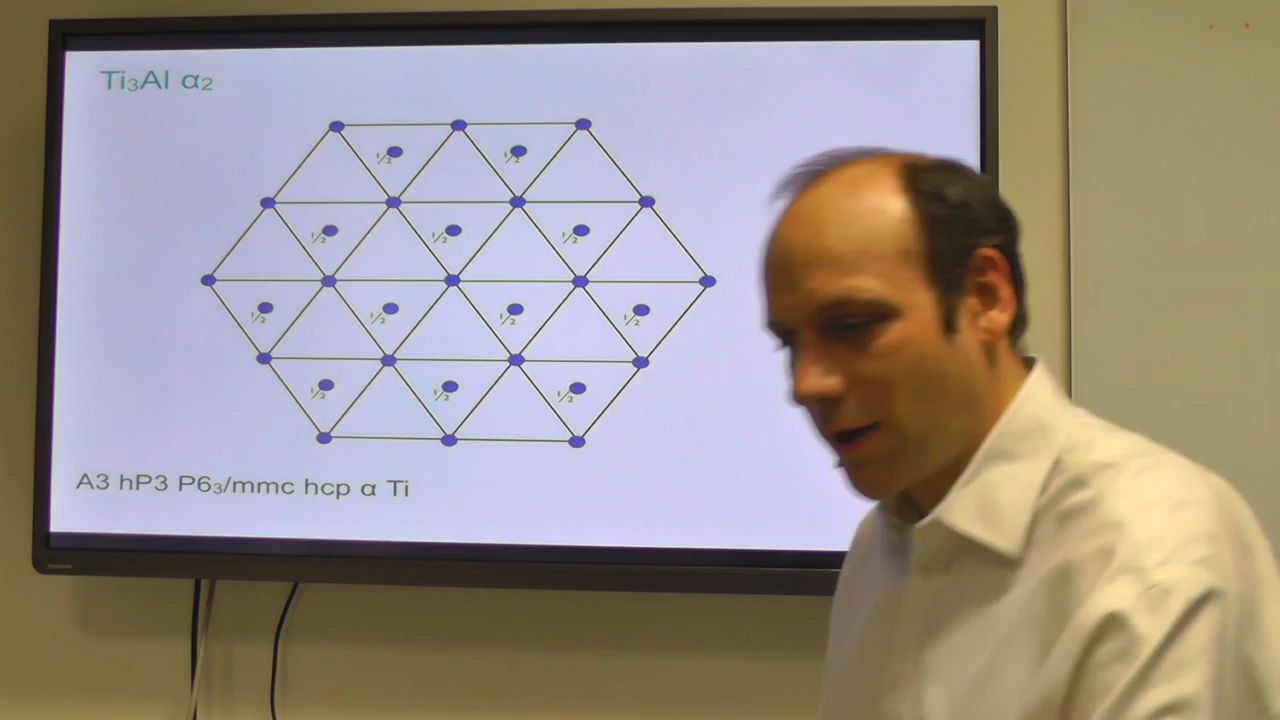 Ti₃Al α₂
½ ½
½ ½ ½
½ ½ ½ ½
½ ½ ½
A3 hP3 P6₃/mmc hcp α Ti
TOSHIBA